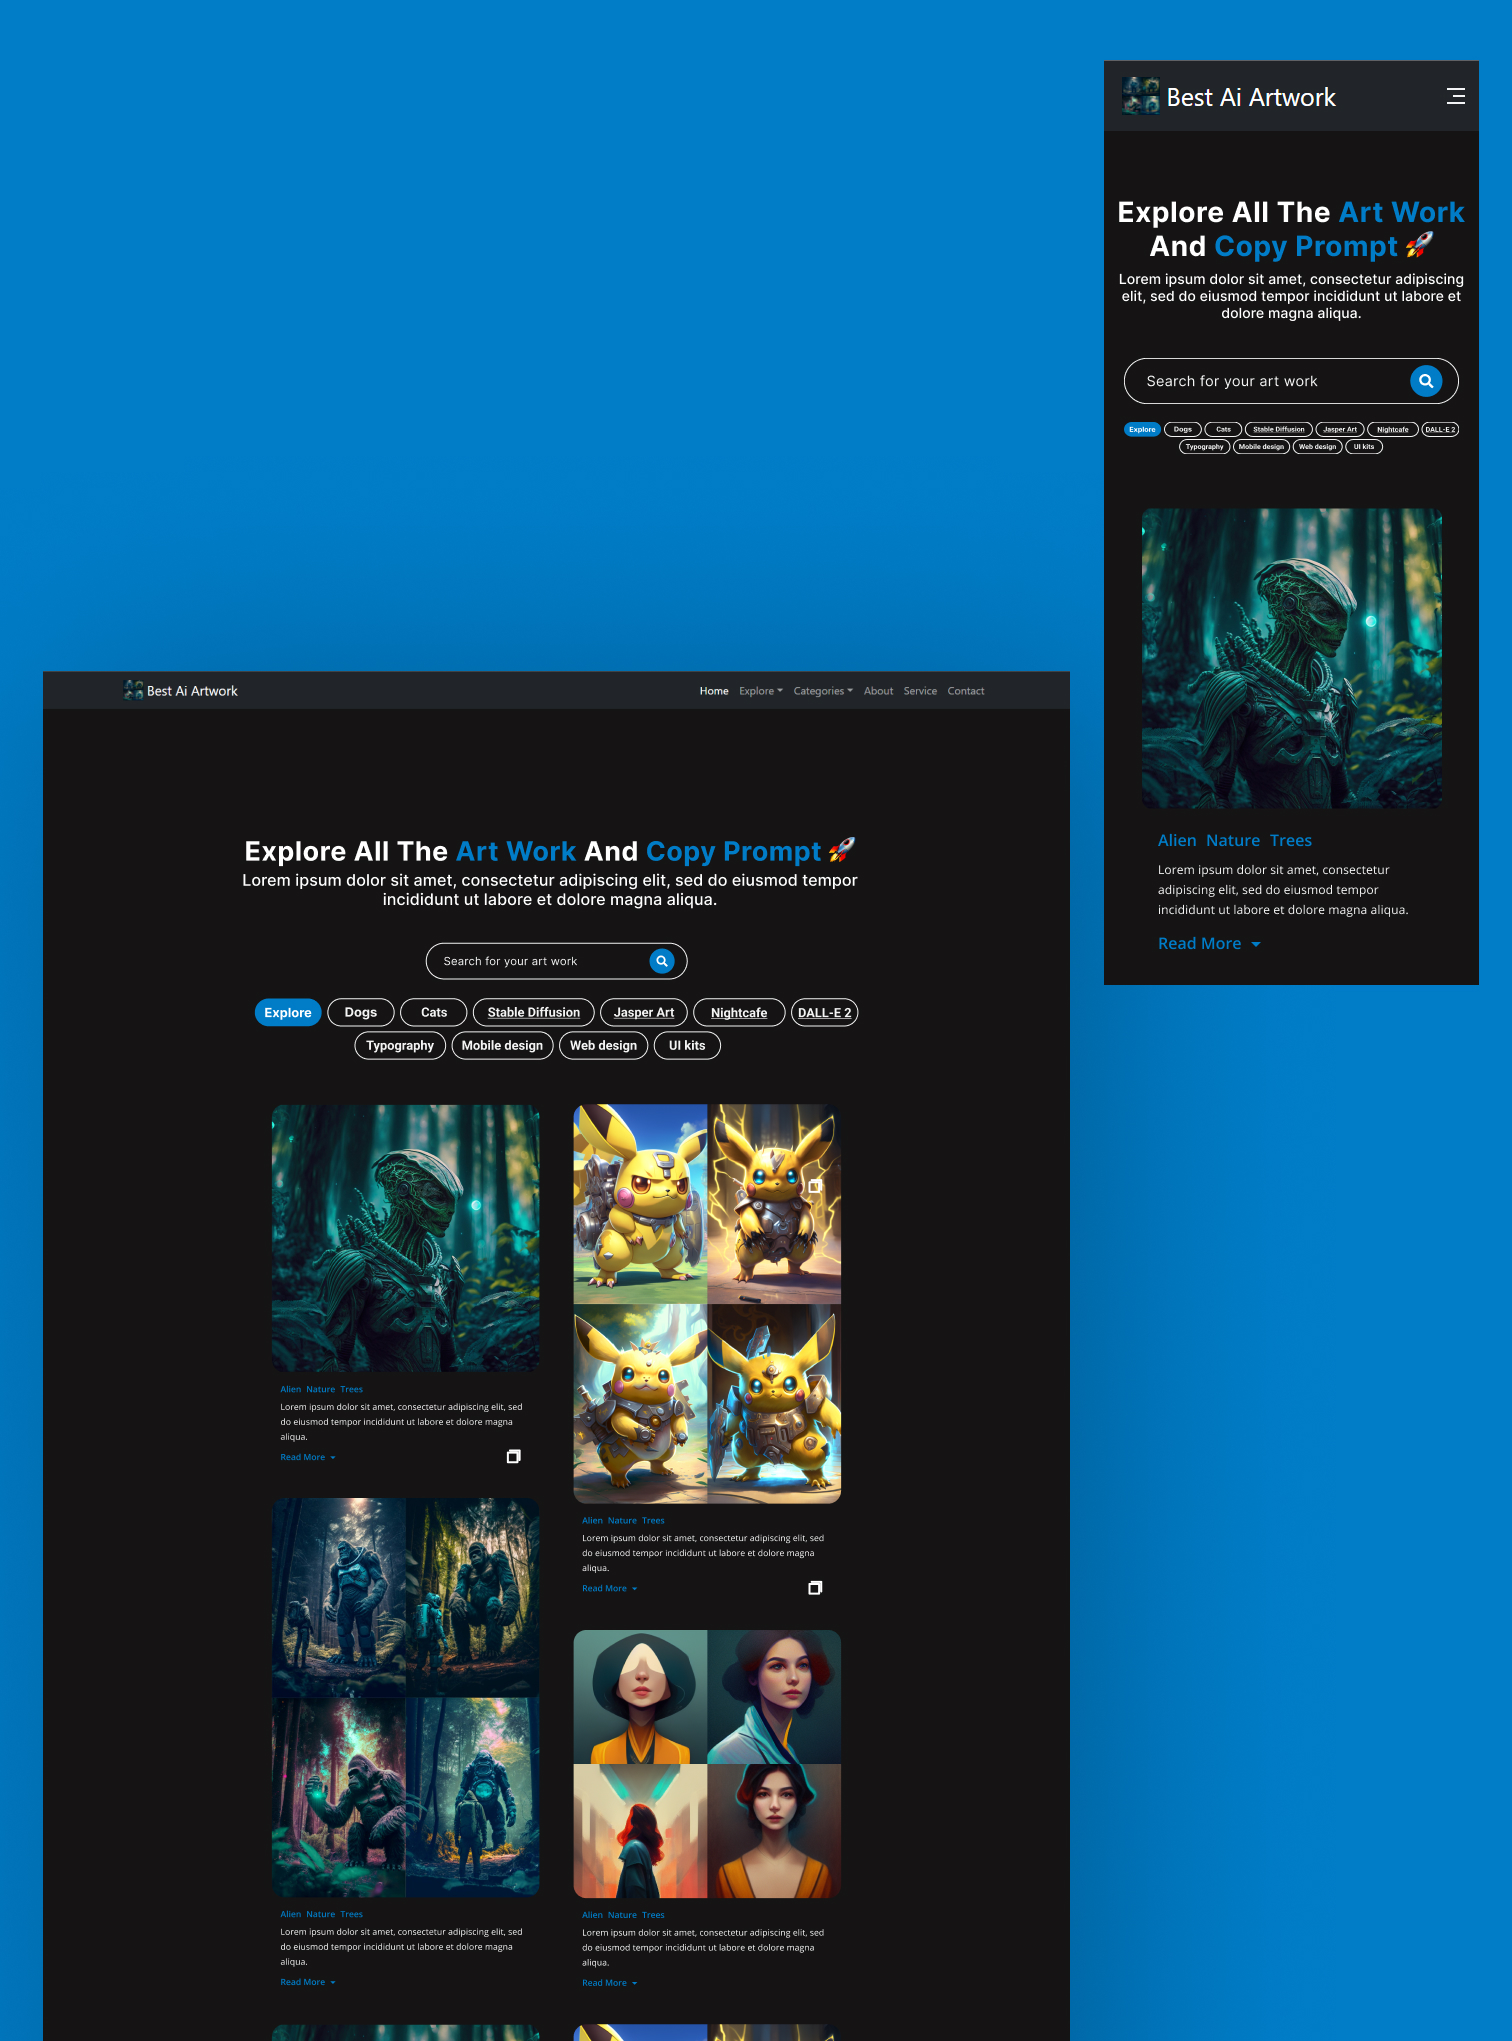 Best Ai Artwork
Explore All The Art Work
And Copy Prompt 🚀
Lorem ipsum dolor sit amet, consectetur adipiscing
elit, sed do eiusmod tempor incididunt ut labore et
dolore magna aliqua.
Search for your art work
Explore Dogs Cats Stable Diffusion Jasper Art Nightcafe DALL-E 2
Typography Mobile design Web design UI kits
Alien Nature Trees
Lorem ipsum dolor sit amet, consectetur
adipiscing elit, sed do eiusmod tempor
incididunt ut labore et dolore magna aliqua.
Read More
Best Ai Artwork Home Explore Categories About Service Contact
Explore All The Art Work And Copy Prompt 🚀
Lorem ipsum dolor sit amet, consectetur adipiscing elit, sed do eiusmod tempor
incididunt ut labore et dolore magna aliqua.
Search for your art work
Explore Dogs Cats Stable Diffusion Jasper Art Nightcafe DALL-E 2
Typography Mobile design Web design UI kits
Alien Nature Trees
Lorem ipsum dolor sit amet, consectetur adipiscing elit, sed
do eiusmod tempor incididunt ut labore et dolore magna
aliqua.
Read More
Alien Nature Trees
Lorem ipsum dolor sit amet, consectetur adipiscing elit, sed
do eiusmod tempor incididunt ut labore et dolore magna
aliqua.
Read More
Alien Nature Trees
Lorem ipsum dolor sit amet, consectetur adipiscing elit, sed
do eiusmod tempor incididunt ut labore et dolore magna
aliqua.
Read More
Alien Nature Trees
Lorem ipsum dolor sit amet, consectetur adipiscing elit, sed
do eiusmod tempor incididunt ut labore et dolore magna
aliqua.
Read More